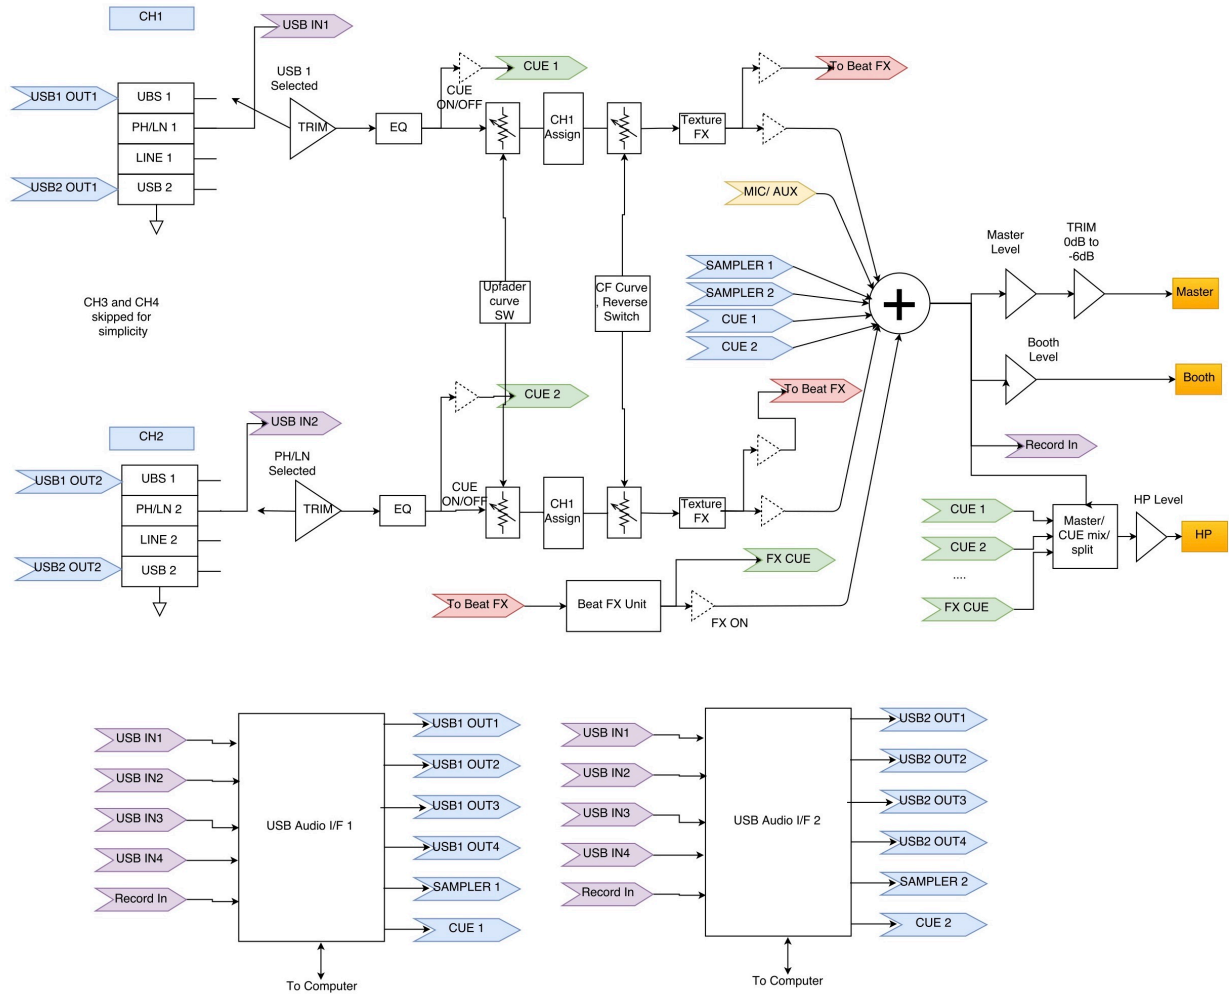 CH1
USB IN1
USB 1
Selected
USB1 OUT1
UBS 1
PH/LN 1
LINE 1
USB 2
USB2 OUT1
TRIM
EQ
CUE
ON/OFF
CUE 1
CH1
Assign
Texture
FX
To Beat FX
MIC/ AUX
SAMPLER 1
SAMPLER 2
CUE 1
CUE 2
Upfader
curve
SW
CF Curve
, Reverse
Switch
CH3 and CH4
skipped for
simplicity
Master
Level
TRIM
0dB to
-6dB
Master
Booth
Level
Booth
Record In
CH2
USB IN2
PH/LN
Selected
USB1 OUT2
UBS 1
PH/LN 2
LINE 2
USB 2
USB2 OUT2
TRIM
EQ
CUE
ON/OFF
CUE 2
CH1
Assign
Texture
FX
To Beat FX
CUE 1
CUE 2
....
FX CUE
Master/
CUE mix/
split
HP Level
HP
To Beat FX
Beat FX Unit
FX CUE
FX ON
USB IN1
USB IN2
USB IN3
USB IN4
Record In
USB Audio I/F 1
USB1 OUT1
USB1 OUT2
USB1 OUT3
USB1 OUT4
SAMPLER 1
CUE 1
To Computer
USB IN1
USB IN2
USB IN3
USB IN4
Record In
USB Audio I/F 2
USB2 OUT1
USB2 OUT2
USB2 OUT3
USB2 OUT4
SAMPLER 2
CUE 2
To Computer